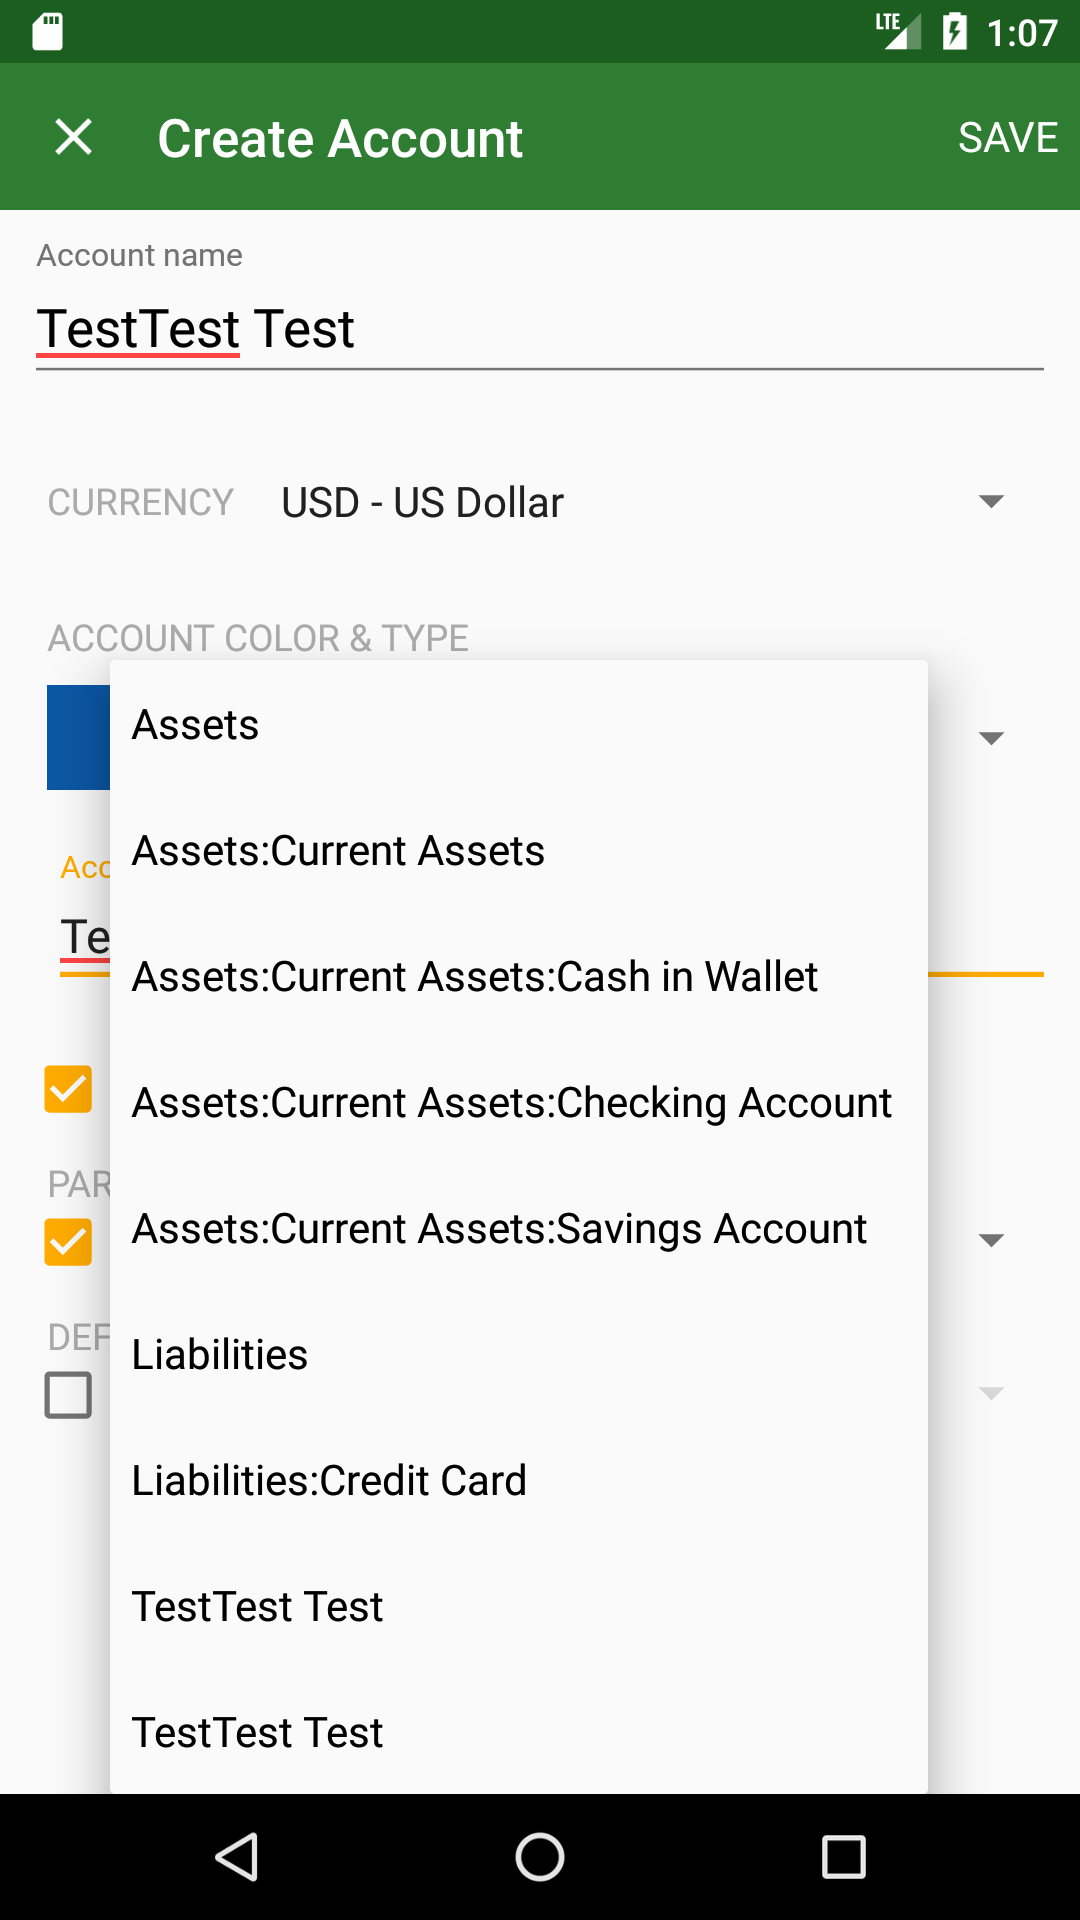 LTE 1:07
Create Account SAVE
Account name
TestTest Test
CURRENCY USD - US Dollar
ACCOUNT COLOR & TYPE
Assets
Assets:Current Assets
Acc
Te
Assets:Current Assets:Cash in Wallet
Assets:Current Assets:Checking Account
PAR
Assets:Current Assets:Savings Account
DEF
Liabilities
Liabilities:Credit Card
TestTest Test
TestTest Test